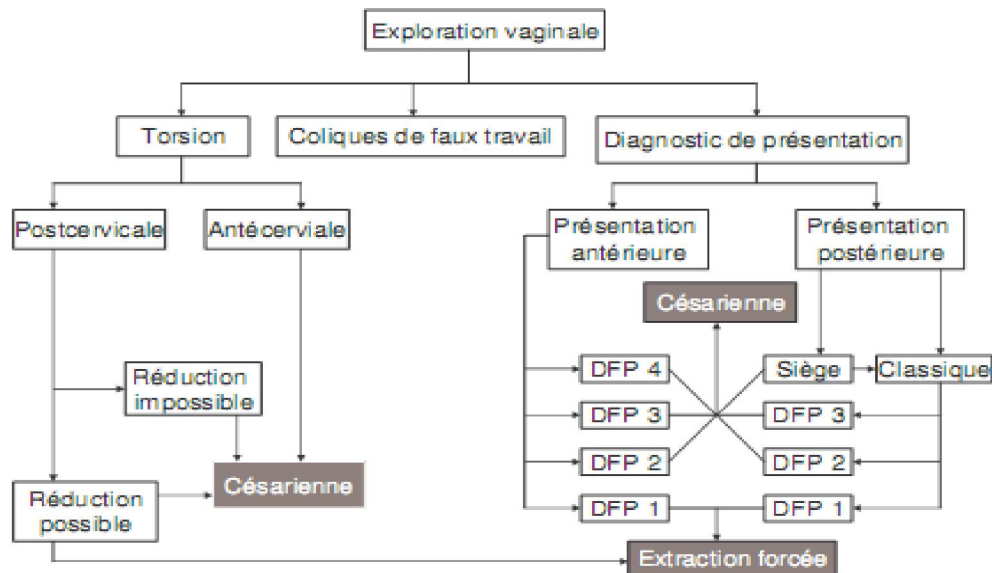 Exploration vaginale
Torsion
Coliques de faux travail
Diagnostic de présentation
Postcervicale
Antécerviale
Présentation
antérieure
Présentation
postérieure
Césarienne
Réduction
impossible
DFP 4
Siège
Classique
DFP 3
DFP 3
DFP 2
DFP 2
Césarienne
Réduction
possible
DFP 1
DFP 1
Extraction forcée